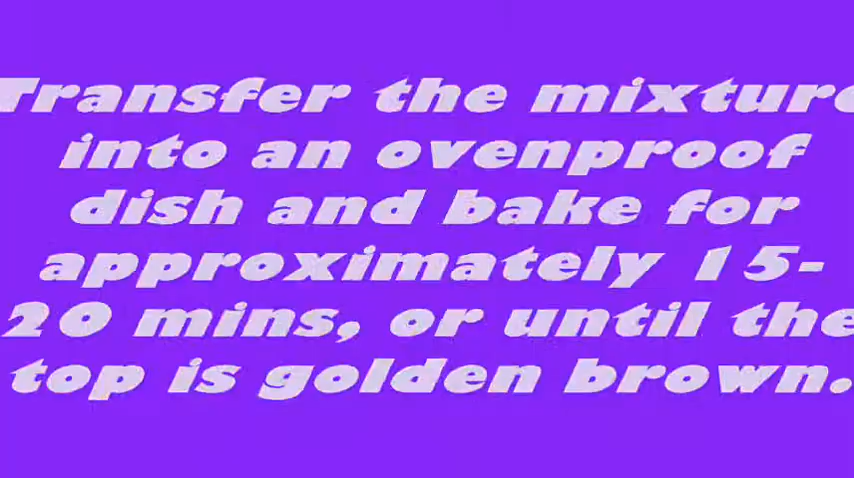 Transfer the mixture
into an ovenproof
dish and bake for
approximately 15-
20 mins, or until the
top is golden brown.